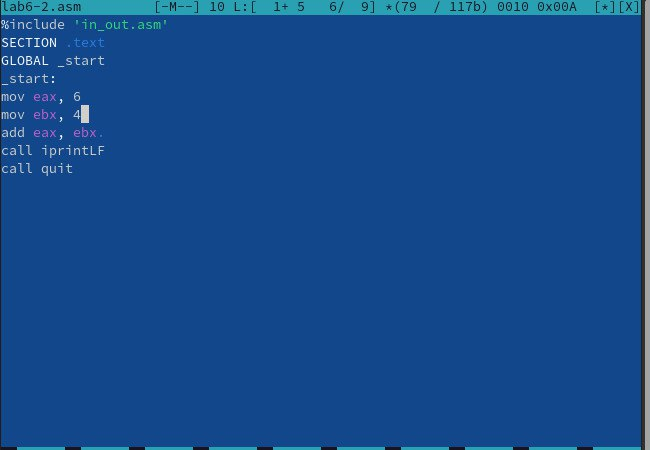 lab6-2.asm [-M--] 10 L:[ 1+ 5 6/ 9] *(79 / 117b) 0010 0x00A [*][X]
%include 'in_out.asm'
SECTION .text
GLOBAL _start
_start:
mov eax, 6
mov ebx, 4
add eax, ebx.
call iprintLF
call quit